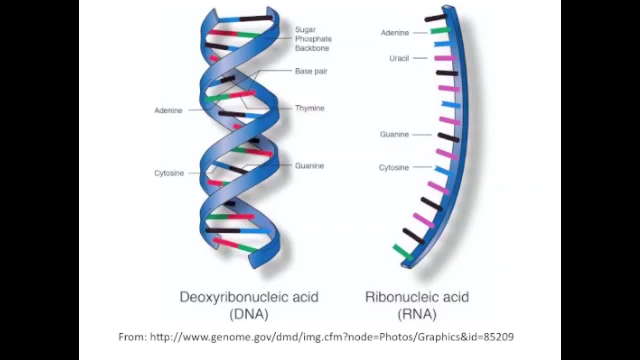 Sugar
Phosphate
Backbone
Base pair
Adenine
Thymine
Cytosine
Guanine
Deoxyribonucleic acid
(DNA)
Adenine
Uracil
Guanine
Cytosine
Ribonucleic acid
(RNA)
From: http://www.genome.gov/dmd/img.cfm?node=Photos/Graphics&id=85209